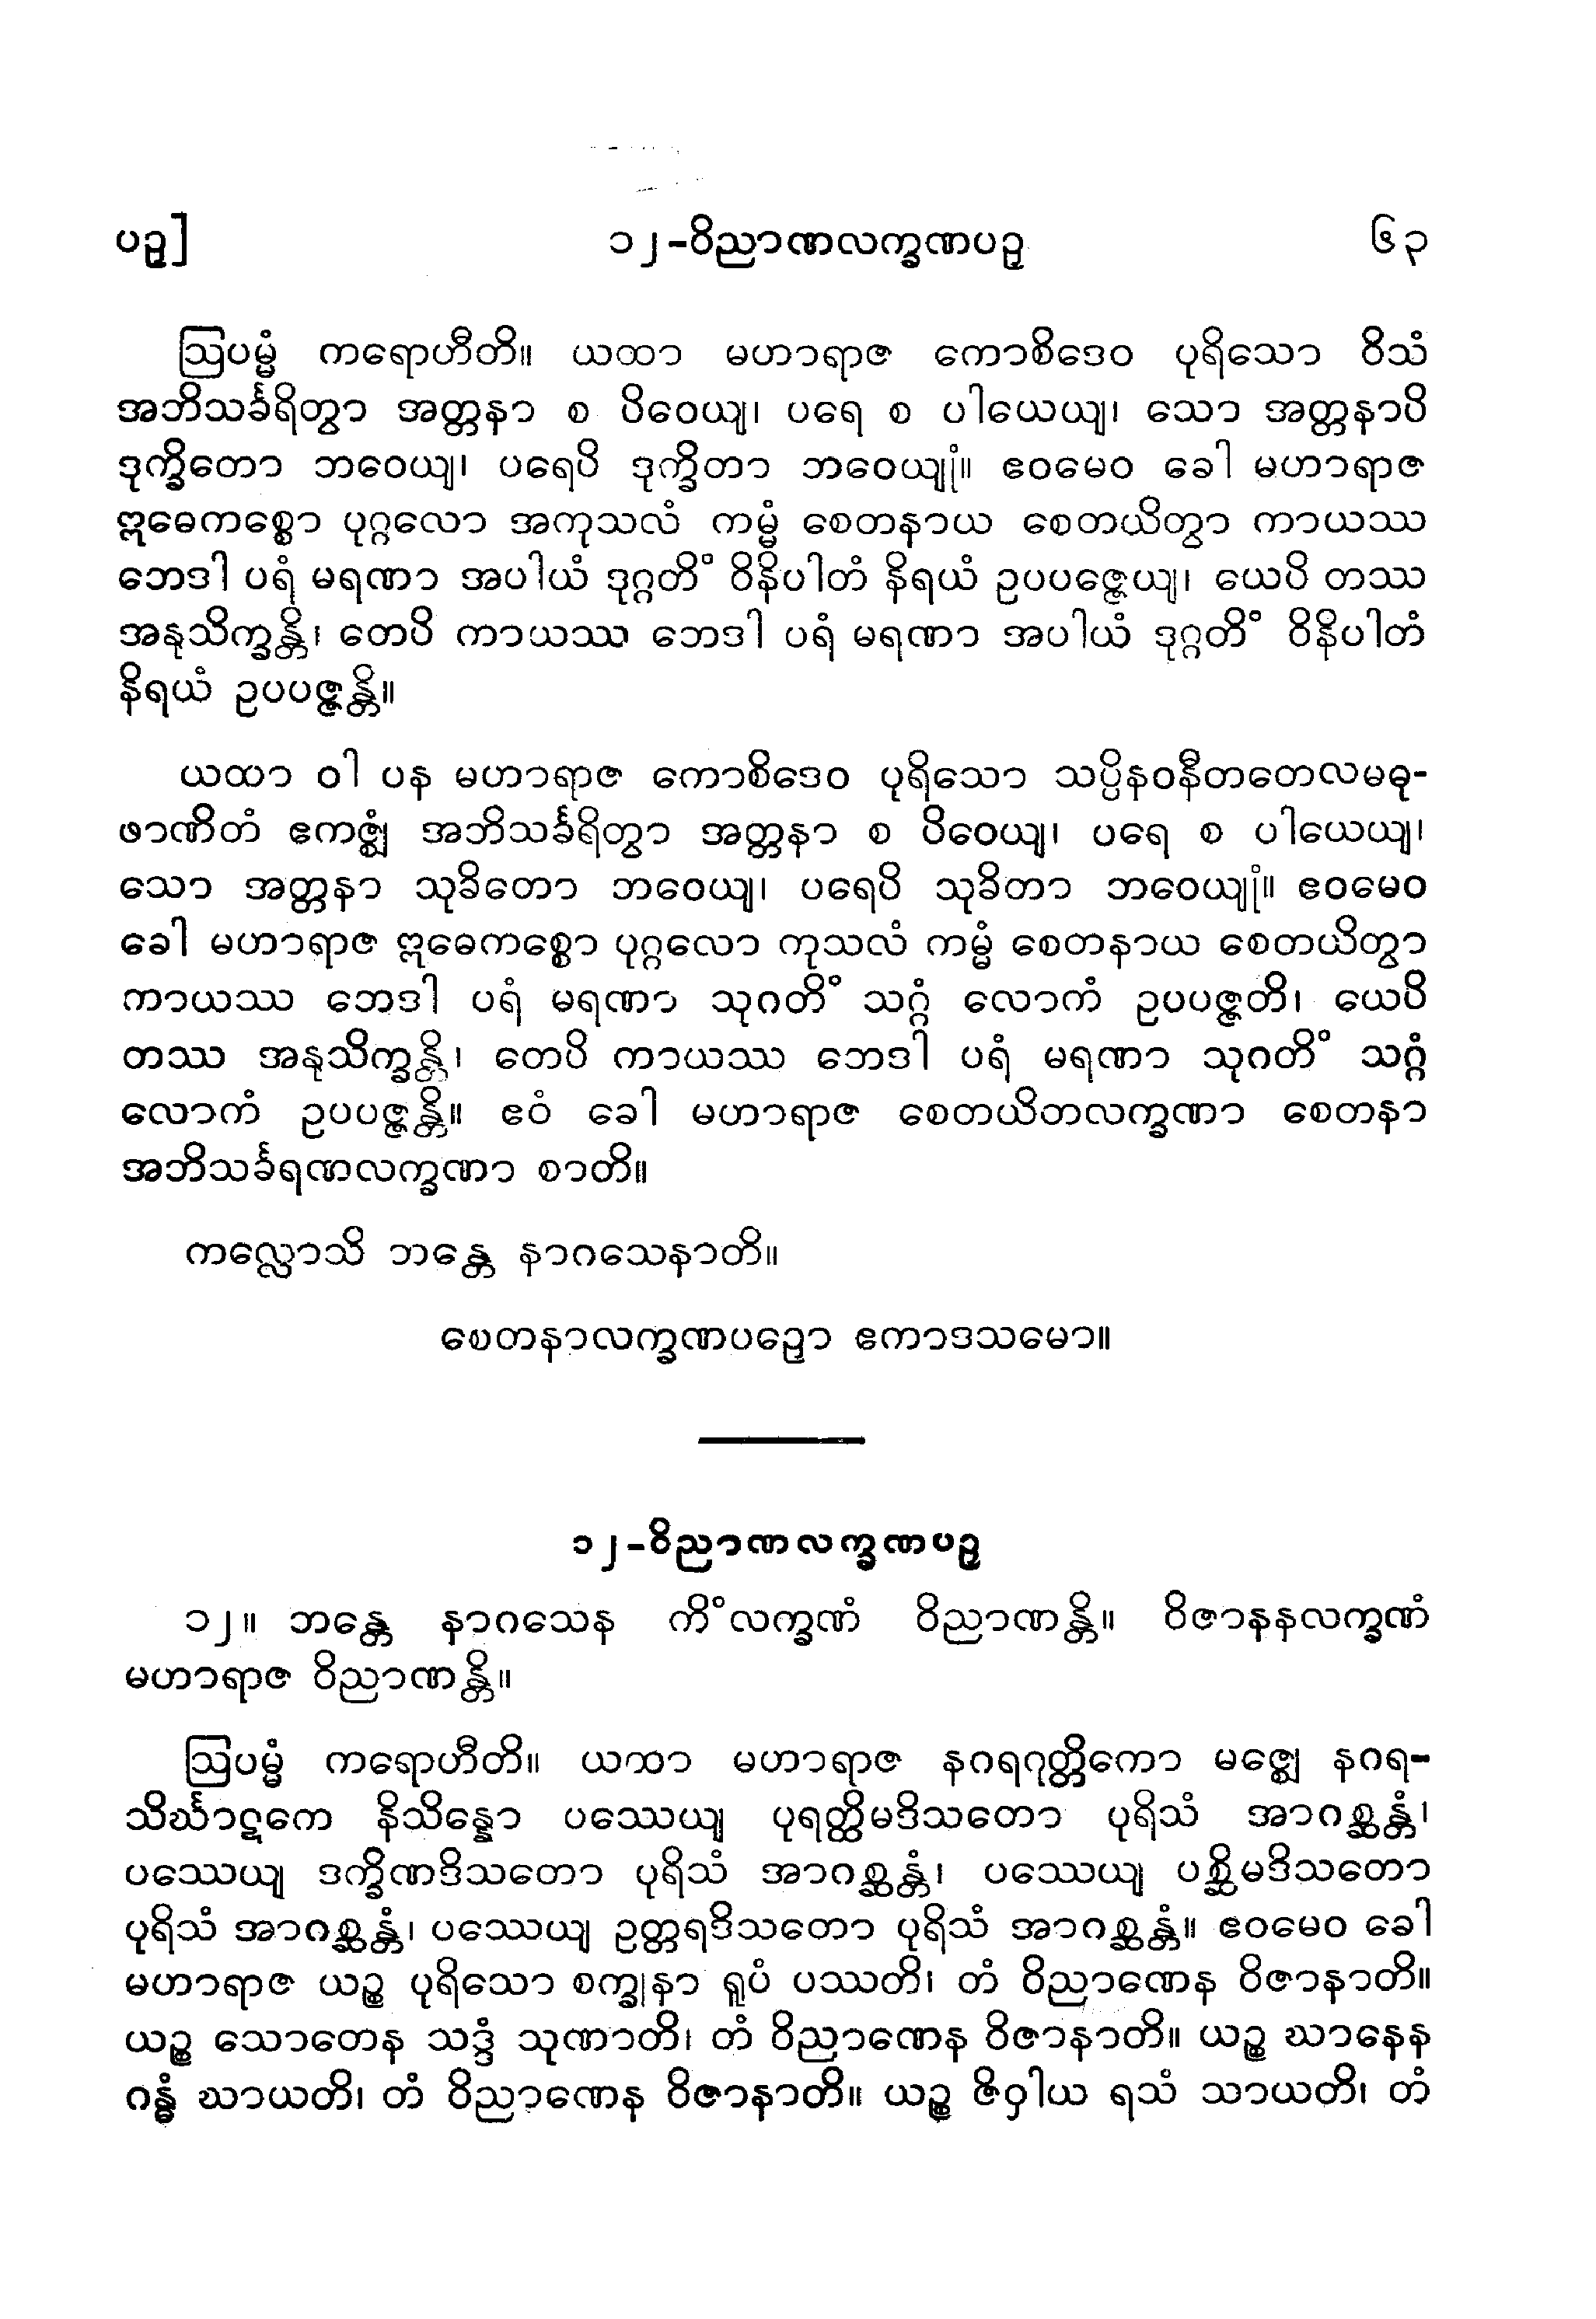 ပဥှ] ၁၂-ဝိညာဏလက္ခဏပဥှ ၆၃
ဩပမ္မံ ကရောဟီတိ။ ယထာ မဟာရာဇ ကောစိဒေဝ ပုရိသော ဝိသံ
အဘိသင်္ခရိတွာ အတ္တနာ စ ပိဝေယျ၊ ပရေ စ ပါယေယျ၊ သော အတ္တနာပိ
ဒုက္ခိတော ဘဝေယျ၊ ပရေပိ ဒုက္ခိတာ ဘဝေယျုံ။ ဧဝမေဝ ခေါ မဟာရာဇ
ဣဓေကစ္စော ပုဂ္ဂလော အကုသလံ ကမ္မံ စေတနာယ စေတယိတွာ ကာယဿ
ဘေဒါ ပရံ မရဏာ အပါယံ ဒုဂ္ဂတိံ ဝိနိပါတံ နိရယံ ဥပပဇ္ဇေယျ၊ ယေပိ တဿ
အနုသိက္ခန္တိ၊ တေပိ ကာယဿ ဘေဒါ ပရံ မရဏာ အပါယံ ဒုဂ္ဂတိံ ဝိနိပါတံ
နိရယံ ဥပပဇ္ဇန္တိ။
ယထာ ဝါ ပန မဟာရာဇ ကောစိဒေဝ ပုရိသော သပ္ပိနဝနီတတေလမဓု-
ဖာဏိတံ ဧကဇ္ဈံ အဘိသင်္ခရိတွာ အတ္တနာ စ ပိဝေယျ၊ ပရေ စ ပါယေယျ၊
သော အတ္တနာ သုခိတော ဘဝေယျ၊ ပရေပိ သုခိတာ ဘဝေယျုံ။ ဧဝမေဝ
ခေါ မဟာရာဇ ဣဓေကစ္စော ပုဂ္ဂလော ကုသလံ ကမ္မံ စေတနာယ စေတယိတွာ
ကာယဿ ဘေဒါ ပရံ မရဏာ သုဂတိံ သဂ္ဂံ လောကံ ဥပပဇ္ဇတိ၊ ယေပိ
တဿ အနုသိက္ခန္တိ၊ တေပိ ကာယဿ ဘေဒါ ပရံ မရဏာ သုဂတိံ သဂ္ဂံ
လောကံ ဥပပဇ္ဇန္တိ။ ဧဝံ ခေါ မဟာရာဇ စေတယိတလက္ခဏာ စေတနာ
အဘိသင်္ခရဏလက္ခဏာ စာတိ။
ကလ္လောသိ ဘန္တေ နာဂသေနာတိ။
စေတနာလက္ခဏပဉှော ဧကာဒသမော။
၁၂-ဝိညာဏလက္ခဏပဥှ
၁၂။ ဘန္တေ နာဂသေန ကိံလက္ခဏံ ဝိညာဏန္တိ။ ဝိဇာနနလက္ခဏံ
မဟာရာဇ ဝိညာဏန္တိ။
ဩပမ္မံ ကရောဟီတိ။ ယထာ မဟာရာဇ နဂရဂုတ္တိကော မဇ္ဈေ နဂရ-
သိင်္ဃာဋကေ နိသိန္နော ပဿေယျ ပုရတ္ထိမဒိသတော ပုရိသံ အာဂစ္ဆန္တံ၊
ပဿေယျ ဒက္ခိဏဒိသတော ပုရိသံ အာဂစ္ဆန္တံ၊ ပဿေယျ ပစ္ဆိမဒိသတော
ပုရိသံ အာဂစ္ဆန္တံ၊ ပဿေယျ ဥတ္တရဒိသတော ပုရိသံ အာဂစ္ဆန္တံ။ ဧဝမေဝ ခေါ
မဟာရာဇ ယဉ္စ ပုရိသော စက္ခုနာ ရူပံ ပဿတိ၊ တံ ဝိညာဏေန ဝိဇာနာတိ။
ယဉ္စ သောတေန သဒ္ဒံ သုဏာတိ၊ တံ ဝိညာဏေန ဝိဇာနာတိ။ ယဉ္စ ဃာနေန
ဂန္ဓံ ဃာယတိ၊ တံ ဝိညာဏေန ဝိဇာနာတိ။ ယဉ္စ ဇိဝှါယ ရသံ သာယတိ၊ တံ